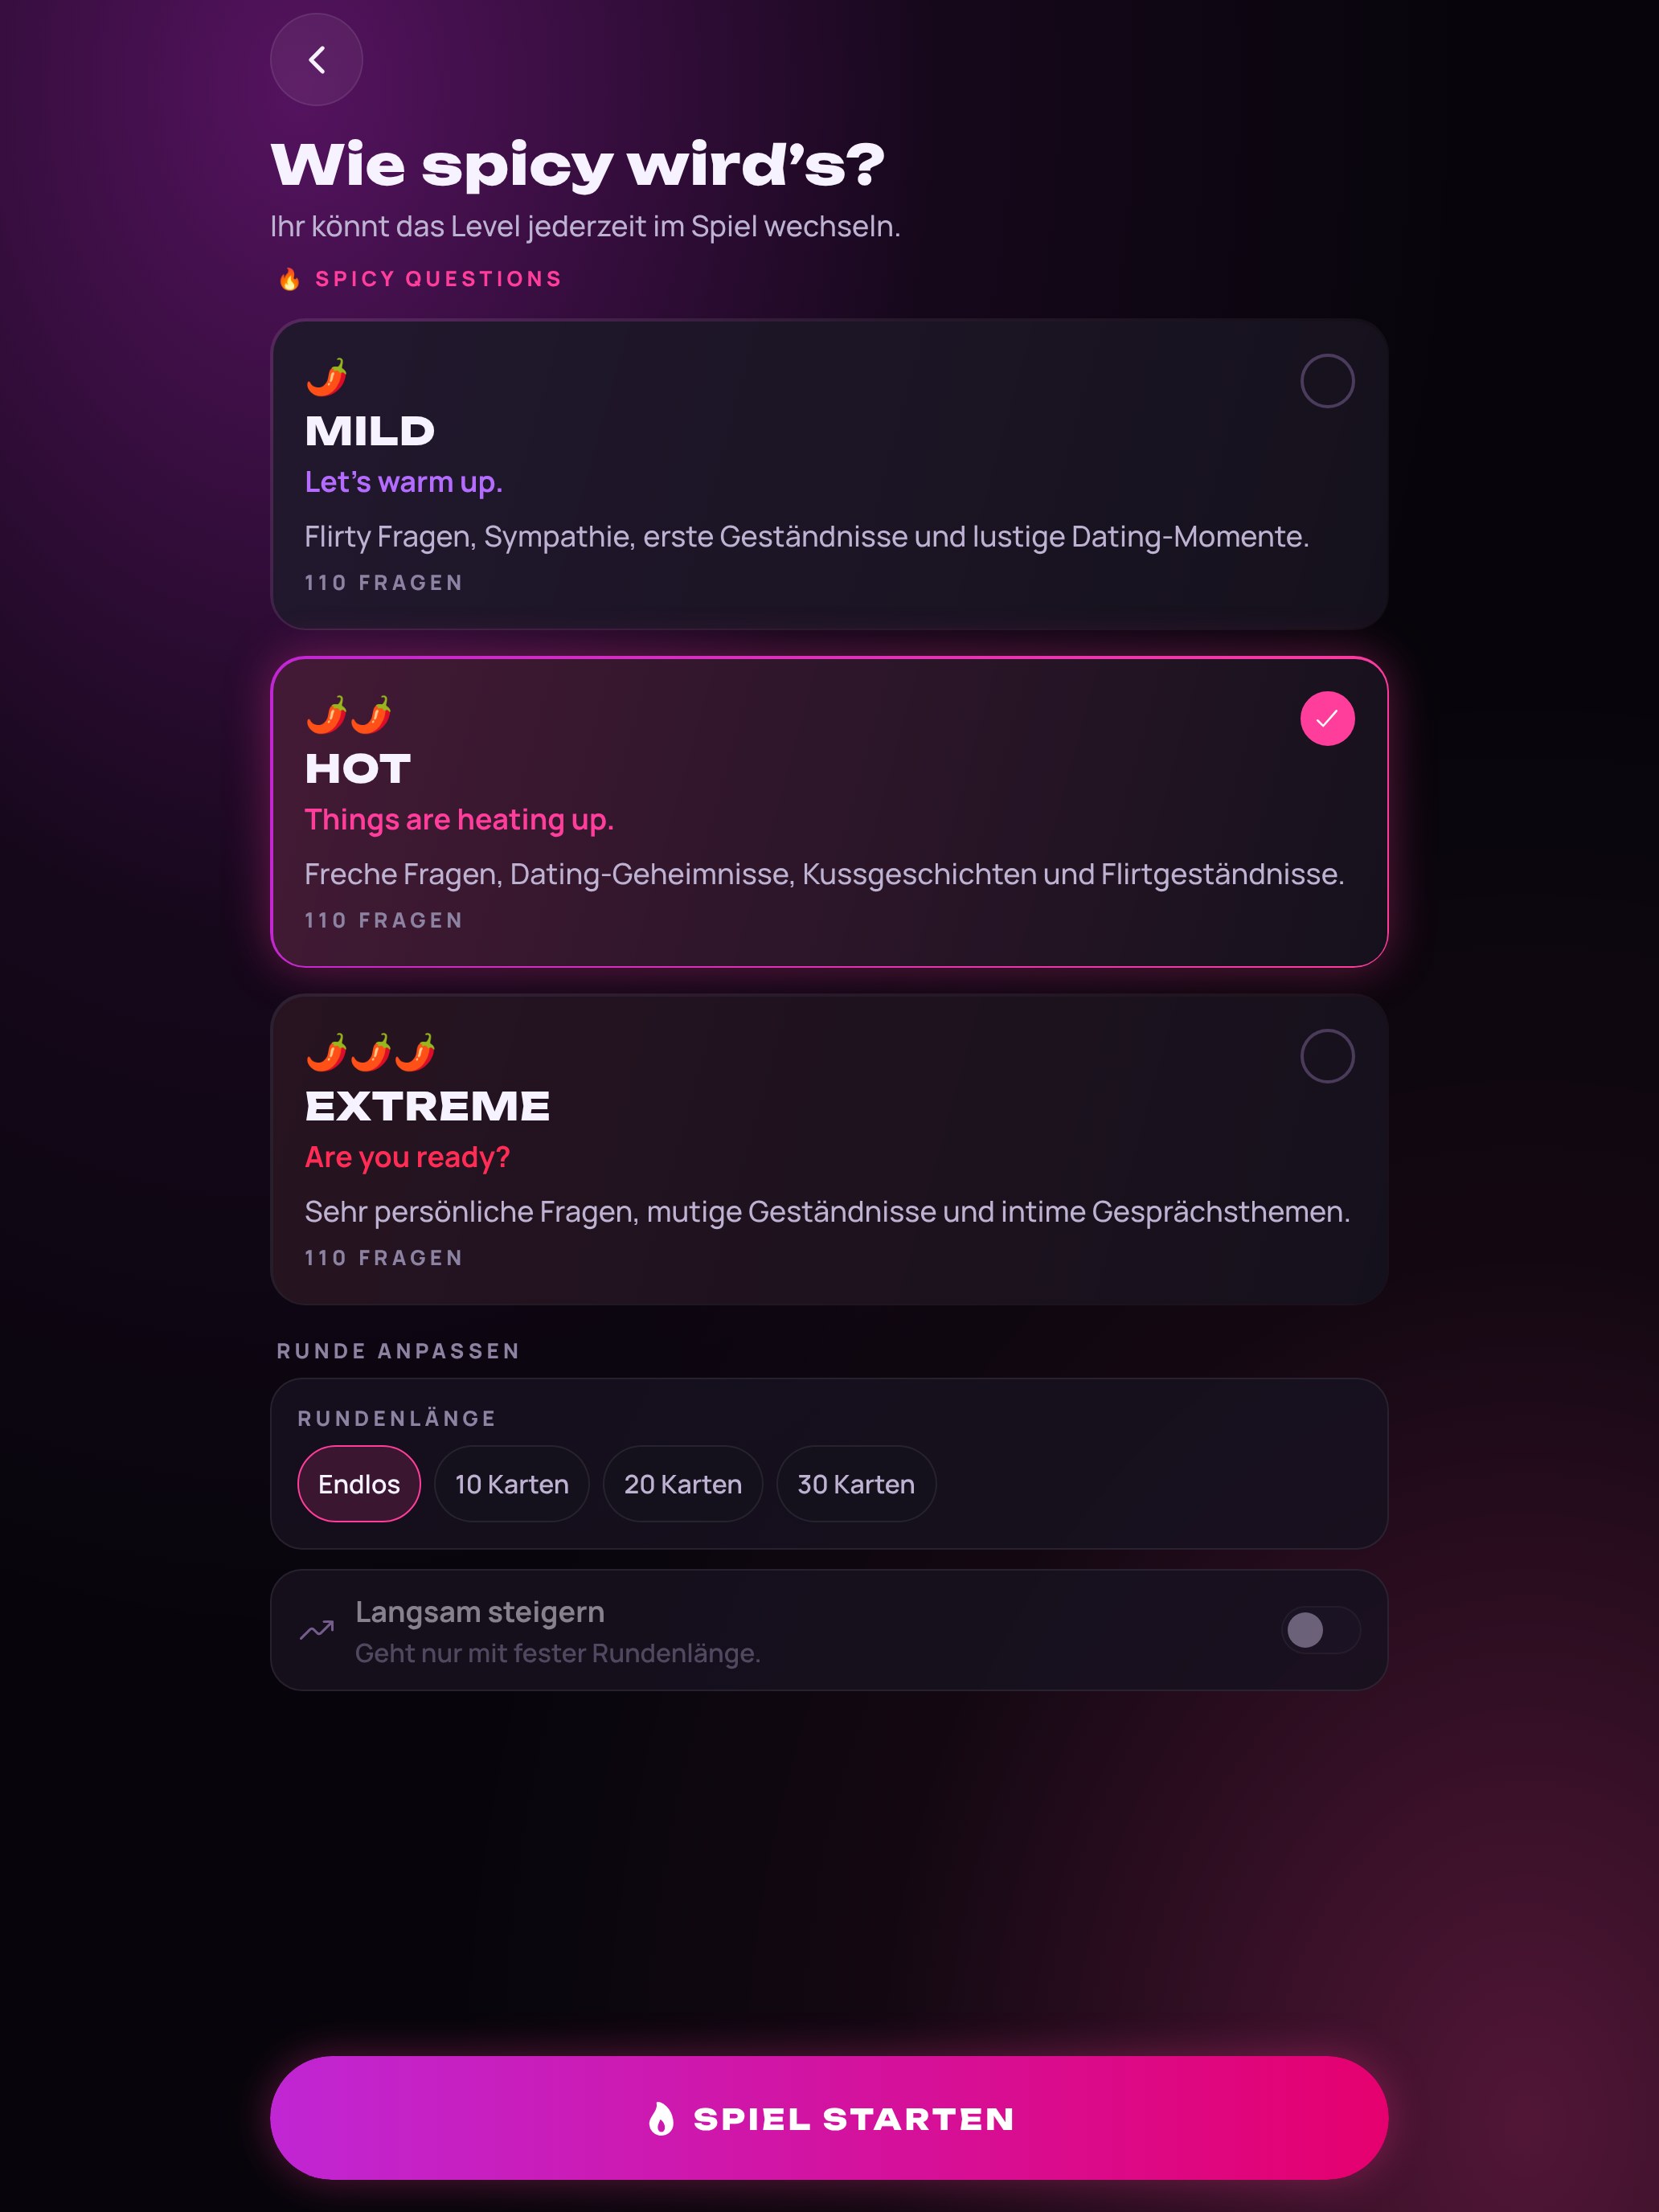 Wie spicy wird’s?
Ihr könnt das Level jederzeit im Spiel wechseln.
🔥 SPICY QUESTIONS
🌶️
MILD
Let’s warm up.
Flirty Fragen, Sympathie, erste Geständnisse und lustige Dating-Momente.
110 FRAGEN
🌶️🌶️
HOT
Things are heating up.
Freche Fragen, Dating-Geheimnisse, Kussgeschichten und Flirtgeständnisse.
110 FRAGEN
🌶️🌶️🌶️
EXTREME
Are you ready?
Sehr persönliche Fragen, mutige Geständnisse und intime Gesprächsthemen.
110 FRAGEN
RUNDE ANPASSEN
RUNDENLÄNGE
Endlos 10 Karten 20 Karten 30 Karten
Langsam steigern
Geht nur mit fester Rundenlänge.
SPIEL STARTEN